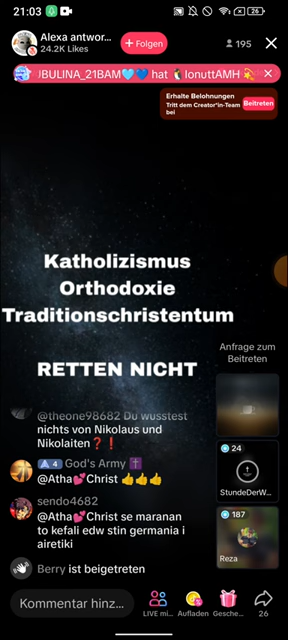 21:03
26
Alexa antwor...
24.2K Likes
+ Folgen
195
JBULINA_21BAM🩵💙 hat 🐧IonuttAMH
Erhalte Belohnungen
Tritt dem Creator*in-Team
bei
Beitreten
Katholizismus
Orthodoxie
Traditionschristentum
RETTEN NICHT
Anfrage zum
Beitreten
@theone98682 Du wusstest
nichts von Nikolaus und
Nikolaiten❓❗
4 God's Army ✝️
@Atha💕Christ 👍👍👍
sendo4682
@Atha💕Christ se maranan
to kefali edw stin germania i
airetiki
Berry ist beigetreten
24
StundeDerW...
187
Reza
Kommentar hinz...
LIVE mi...
Aufladen
Gesche...
26